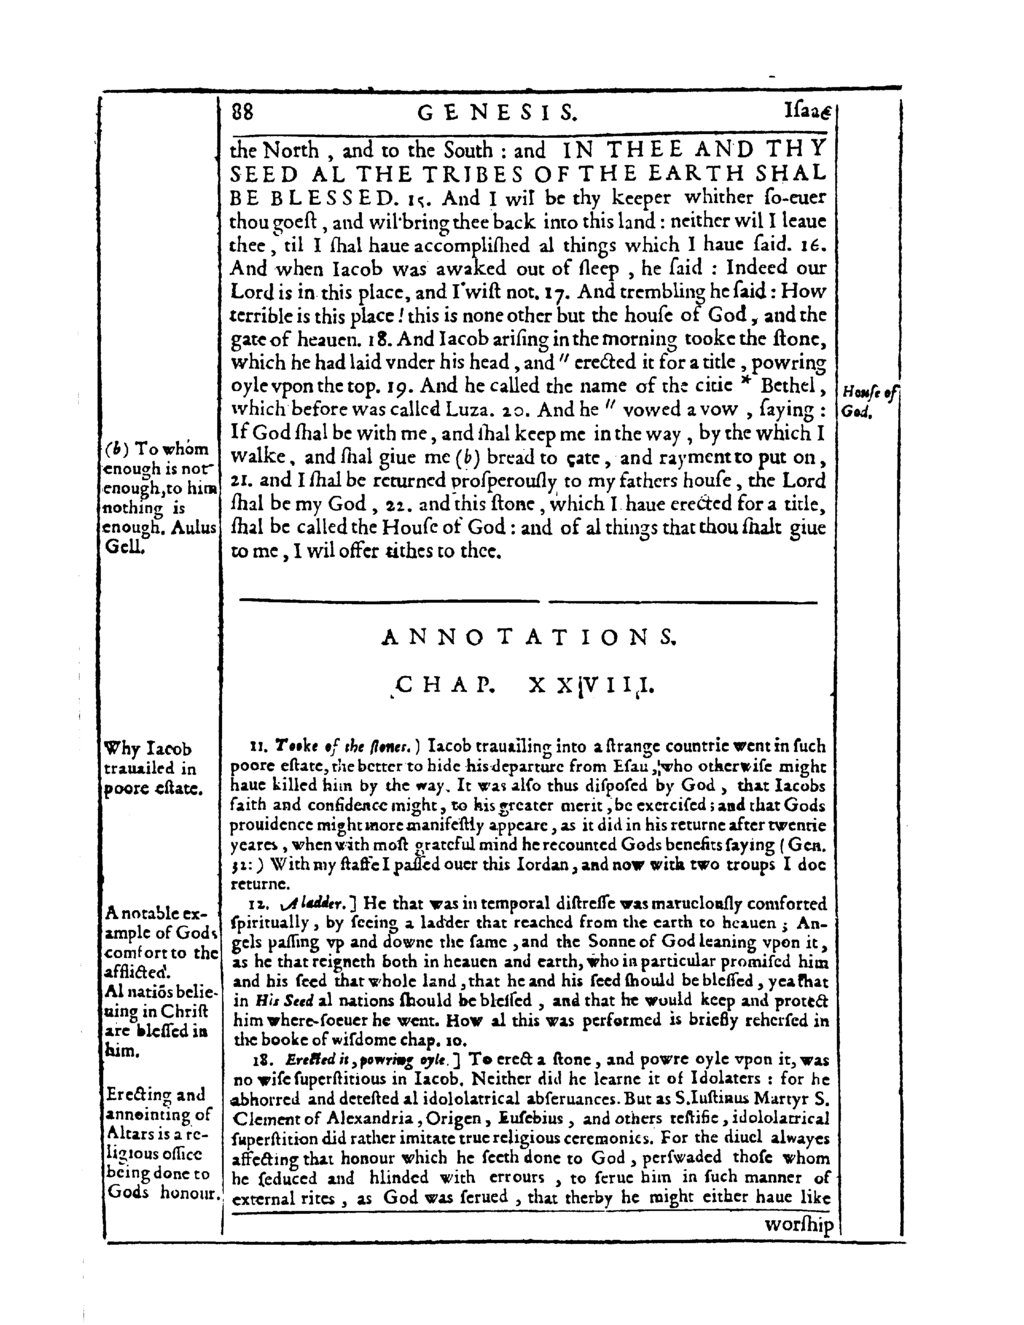 88 GENESIS. Iſaac
the North , and to the South : and IN THEE AND THY
SEED AL THE TRIBES OF THE EARTH SHAL
BE BLESSED. 15. And I wil be thy keeper whither ſo-euer
thou goeſt , and wil bring thee back into this land : neither wil I leaue
thee , til I ſhal haue accompliſhed al things which I haue ſaid. 16.
And when Iacob was awaked out of ſleep , he ſaid : Indeed our
Lord is in this place, and I wiſt not. 17. And trembling he ſaid : How
terrible is this place ! this is none other but the houſe of God , and the
gate of heauen. 18. And Iacob ariſing in the morning tooke the ſtone,
which he had laid vnder his head , and " erected it for a title , powring
oyle vpon the top. 19. And he called the name of the citie * Bethel ,
which before was called Luza. 20. And he " vowed a vow , ſaying :
If God ſhal be with me , and ſhal keep me in the way , by the which I
walke , and ſhal giue me (b) bread to eate , and rayment to put on ,
21. and I ſhal be returned proſperouſly to my fathers houſe , the Lord
ſhal be my God , 22. and this ſtone , which I haue erected for a title,
ſhal be called the Houſe of God : and of al things that thou ſhalt giue
to me , I wil offer tithes to thee.
Houſe of
God.
(b) To whom
enough is not
enough,to him
nothing is
enough. Aulus
Gell.
ANNOTATIONS.
CHAP. XXVIII.
11. Tooke of the ſtones. ) Iacob trauailing into a ſtrange countrie went in ſuch
poore eſtate, the better to hide his departure from Eſau , who otherwiſe might
haue killed him by the way. It was alſo thus diſpoſed by God , that Iacobs
faith and confidence might , to his greater merit , be exerciſed ; and that Gods
prouidence might more manifeſtly appeare , as it did in his returne after twentie
yeares , when with moſt grateful mind he recounted Gods benefits ſaying ( Gen.
32: ) With my ſtaffe I paſſed ouer this Iordan , and now with two troups I doe
returne.
12. A ladder. ] He that was in temporal diſtreſſe was maruelouſly comforted
ſpiritually , by ſeeing a ladder that reached from the earth to heauen ; An-
gels paſſing vp and downe the ſame , and the Sonne of God leaning vpon it ,
as he that reigneth both in heauen and earth, who in particular promiſed him
and his ſeed that whole land , that he and his ſeed ſhould be bleſſed , yea that
in His Seed al nations ſhould be bleſſed , and that he would keep and protect
him where-ſoeuer he went. How al this was performed is briefly reherſed in
the booke of wiſdome chap. 10.
18. Erected it , powring oyle. ] To erect a ſtone , and powre oyle vpon it, was
no wiſe ſuperſtitious in Iacob. Neither did he learne it of Idolaters : for he
abhorred and deteſted al idololatrical abſeruances. But as S. Iuſtinus Martyr S.
Clement of Alexandria , Origen , Euſebius , and others teſtifie , idololatrical
ſuperſtition did rather imitate true religious ceremonies. For the diuel alwayes
affecting that honour which he ſeeth done to God , perſwaded thoſe whom
he ſeduced and blinded with errours , to ſerue him in ſuch manner of
external rites , as God was ſerued , that therby he might either haue like
worſhip
Why Iacob
trauailed in
poore eſtate.
A notable ex-
ample of Gods
comfort to the
afflicted.
Al natiõs belie-
uing in Chriſt
are bleſſed in
him.
Erecting and
annointing of
Altars is a re-
ligious office
being done to
Gods honour.